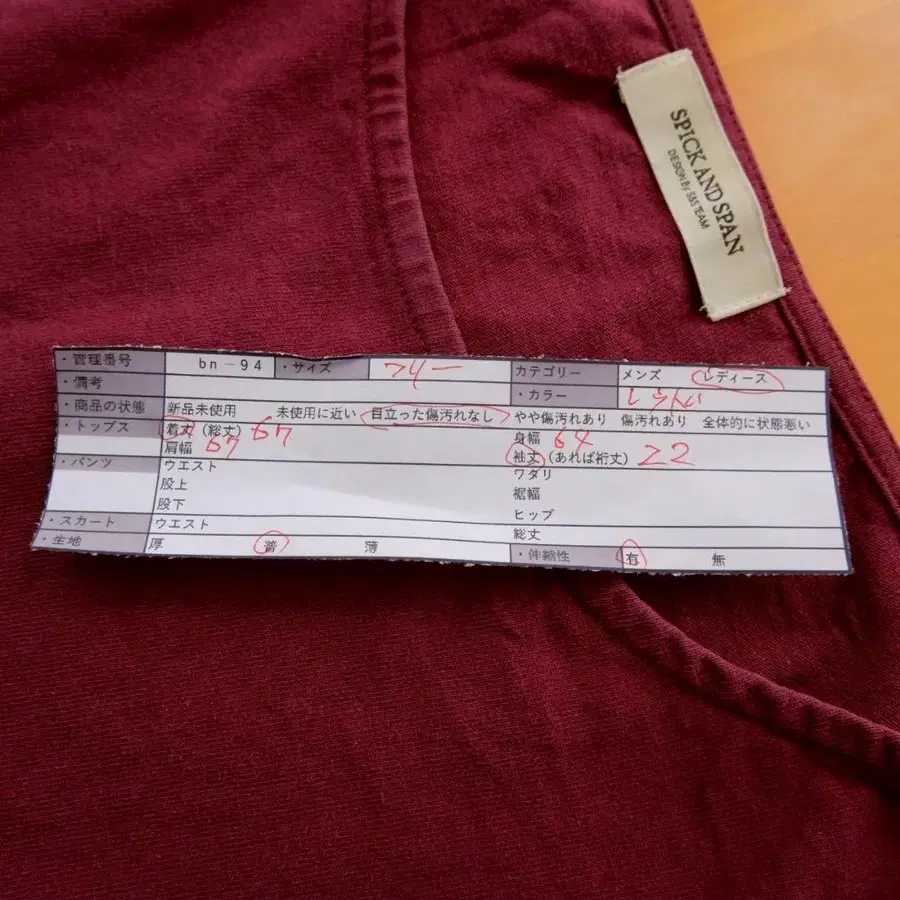 SPICK AND SPAN
DESIGN By S&S TEAM
・管理番号 bn-94 ・サイズ フリー カテゴリー メンズ レディース
・備考 ・カラー
・商品の状態 新品未使用 未使用に近い 目立った傷汚れなし やや傷汚れあり 傷汚れあり 全体的に状態悪い
・トップス 着丈(総丈) 67 身幅 64
肩幅 67 袖丈(あれば裄丈) 22
・パンツ ウエスト ワタリ
股上 裾幅
股下 ヒップ
・スカート ウエスト 総丈
・生地 厚 普 薄 ・伸縮性 有 無